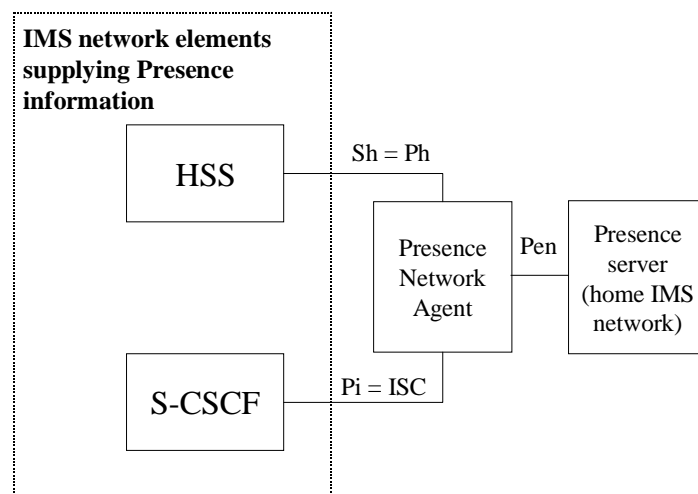 IMS network elements
supplying Presence
information
Sh = Ph
HSS
Presence
Network
Agent
Pen
Presence
server
(home IMS
network)
Pi = ISC
S-CSCF